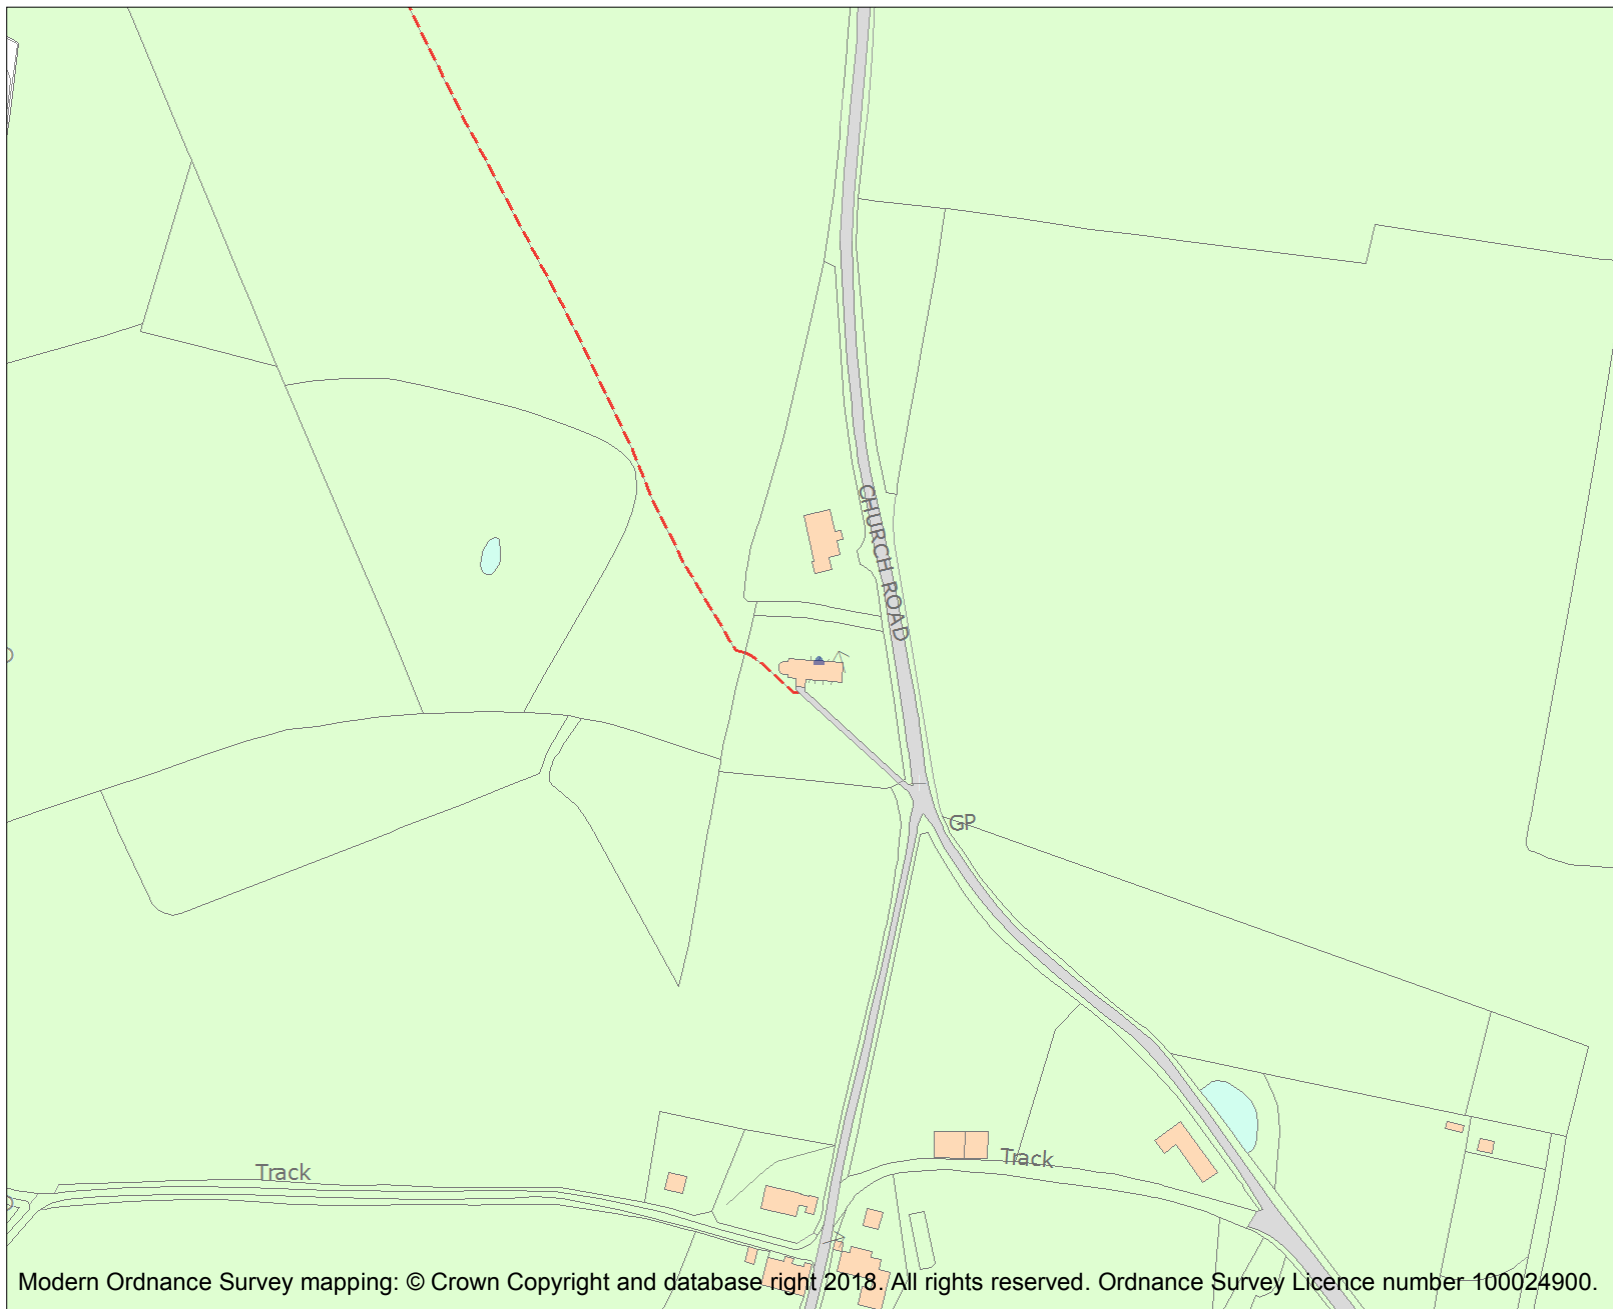 CHURCH ROAD
GP
Track
Track
Modern Ordnance Survey mapping: © Crown Copyright and database right 2018. All rights reserved. Ordnance Survey Licence number 100024900.